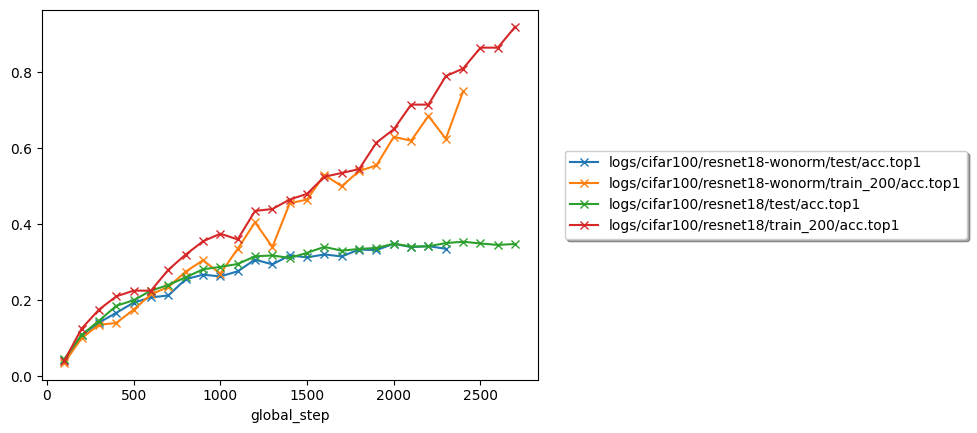 0.8
0.6
0.4
0.2
0.0
0 500 1000 1500 2000 2500
global_step
logs/cifar100/resnet18-wonorm/test/acc.top1
logs/cifar100/resnet18-wonorm/train_200/acc.top1
logs/cifar100/resnet18/test/acc.top1
logs/cifar100/resnet18/train_200/acc.top1